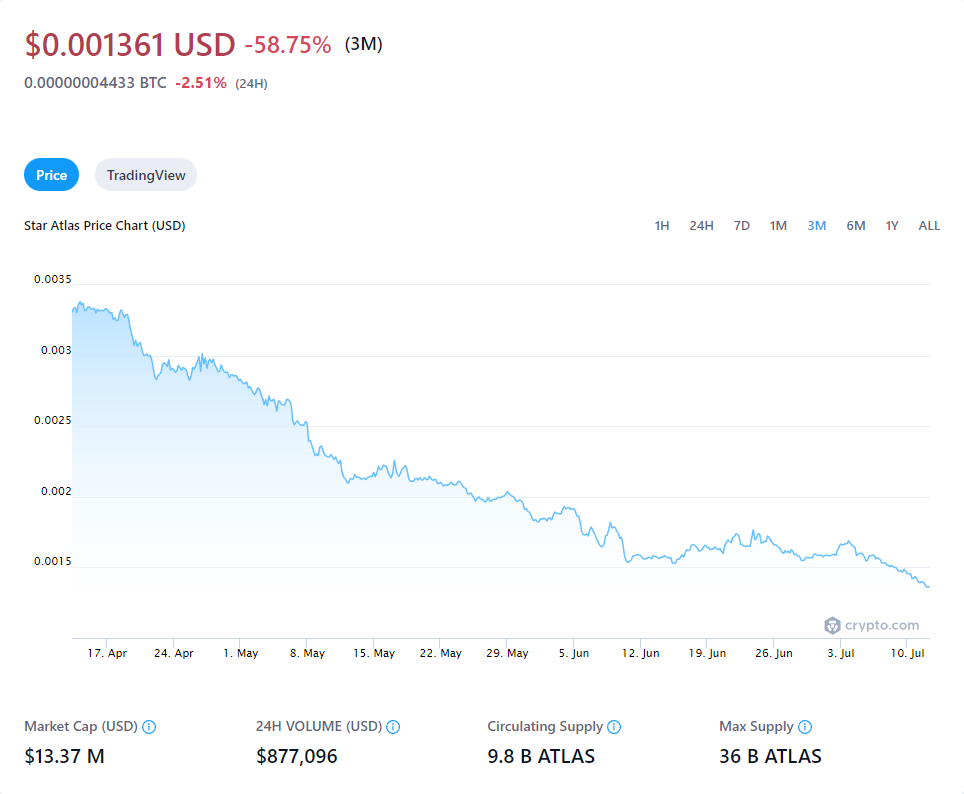 $0.001361 USD -58.75% (3M)
0.00000004433 BTC -2.51% (24H)
Price TradingView
Star Atlas Price Chart (USD) 1H 24H 7D 1M 3M 6M 1Y ALL
0.0035
0.003
0.0025
0.002
0.0015
crypto.com
17. Apr 24. Apr 1. May 8. May 15. May 22. May 29. May 5. Jun 12. Jun 19. Jun 26. Jun 3. Jul 10. Jul
Market Cap (USD) 24H VOLUME (USD) Circulating Supply Max Supply
$13.37 M $877,096 9.8 B ATLAS 36 B ATLAS